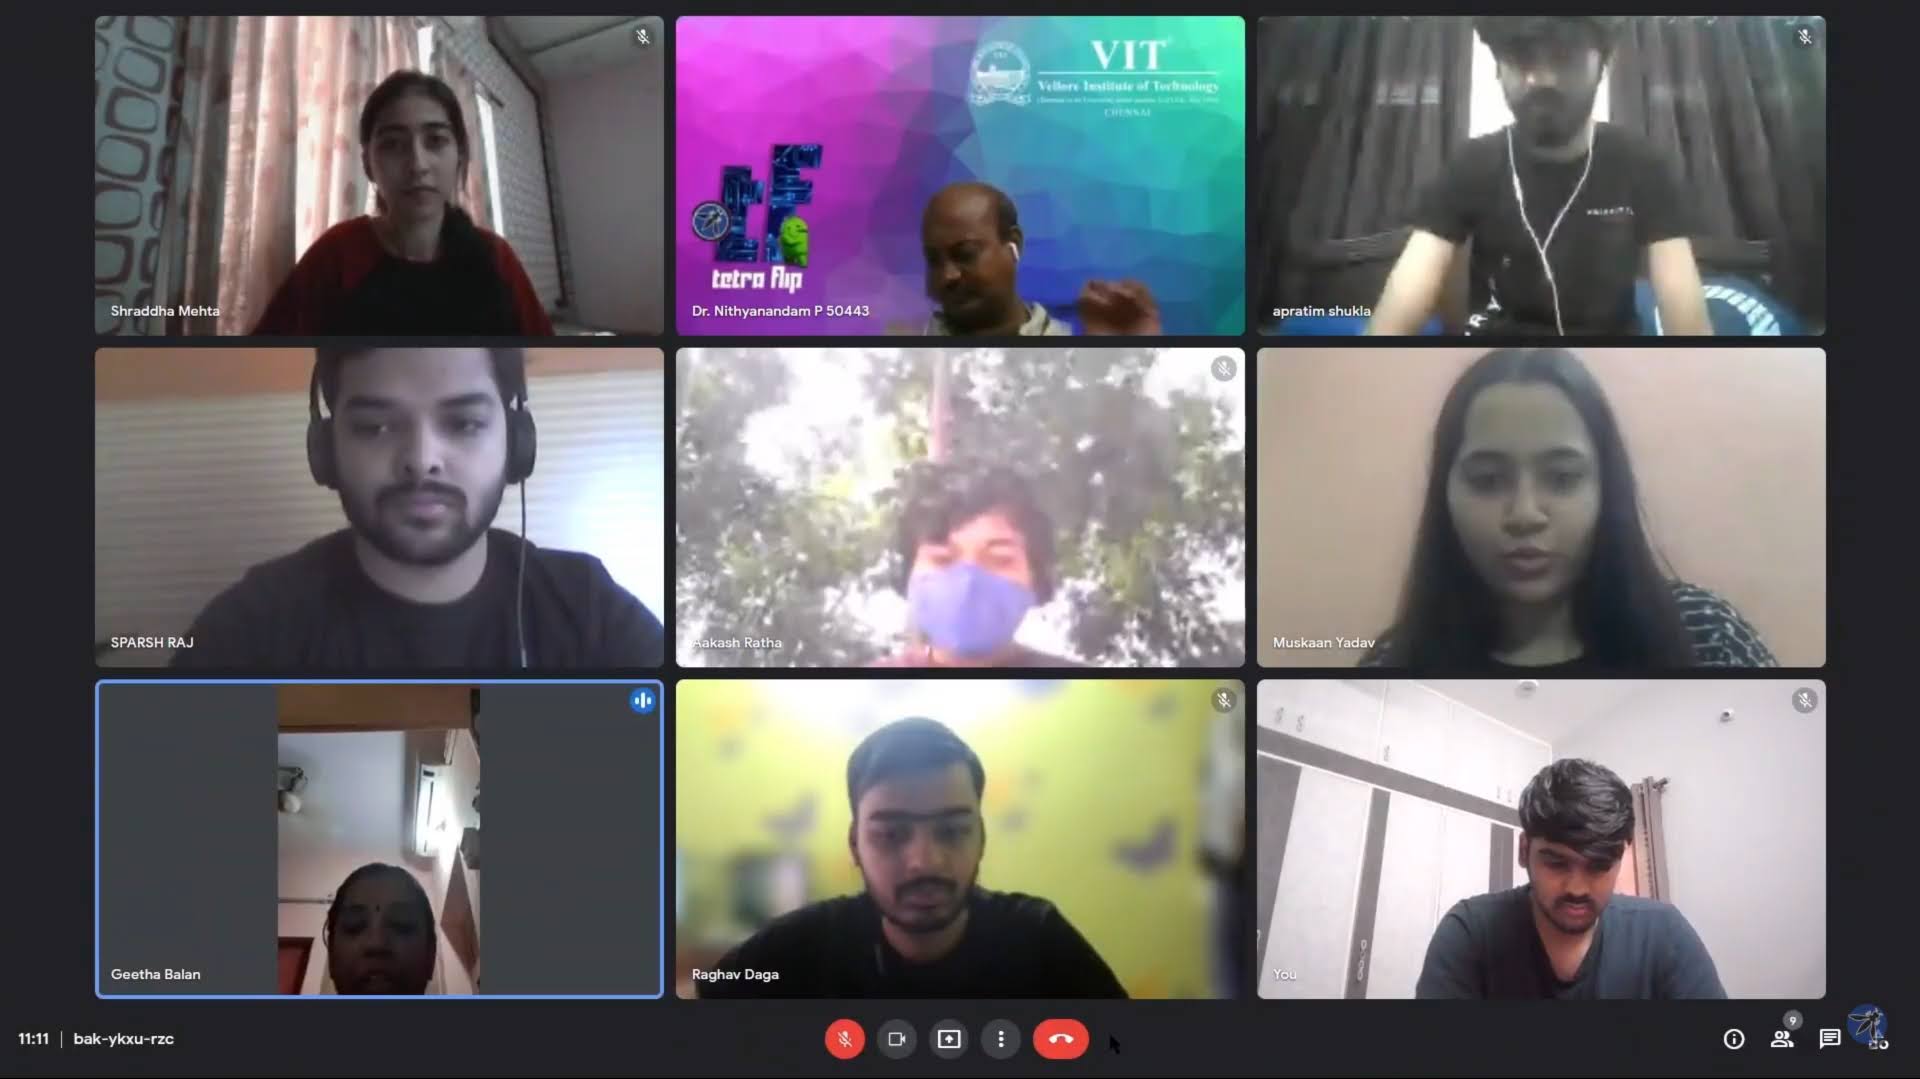 Shraddha Mehta
VIT
Vellore Institute of Technology
CHENNAI
tetra flip
Dr. Nithyanandam P 50443
apratim shukla
SPARSH RAJ
Aakash Ratha
Muskaan Yadav
Geetha Balan
Raghav Daga
You
11:11 | bak-ykxu-rzc
9